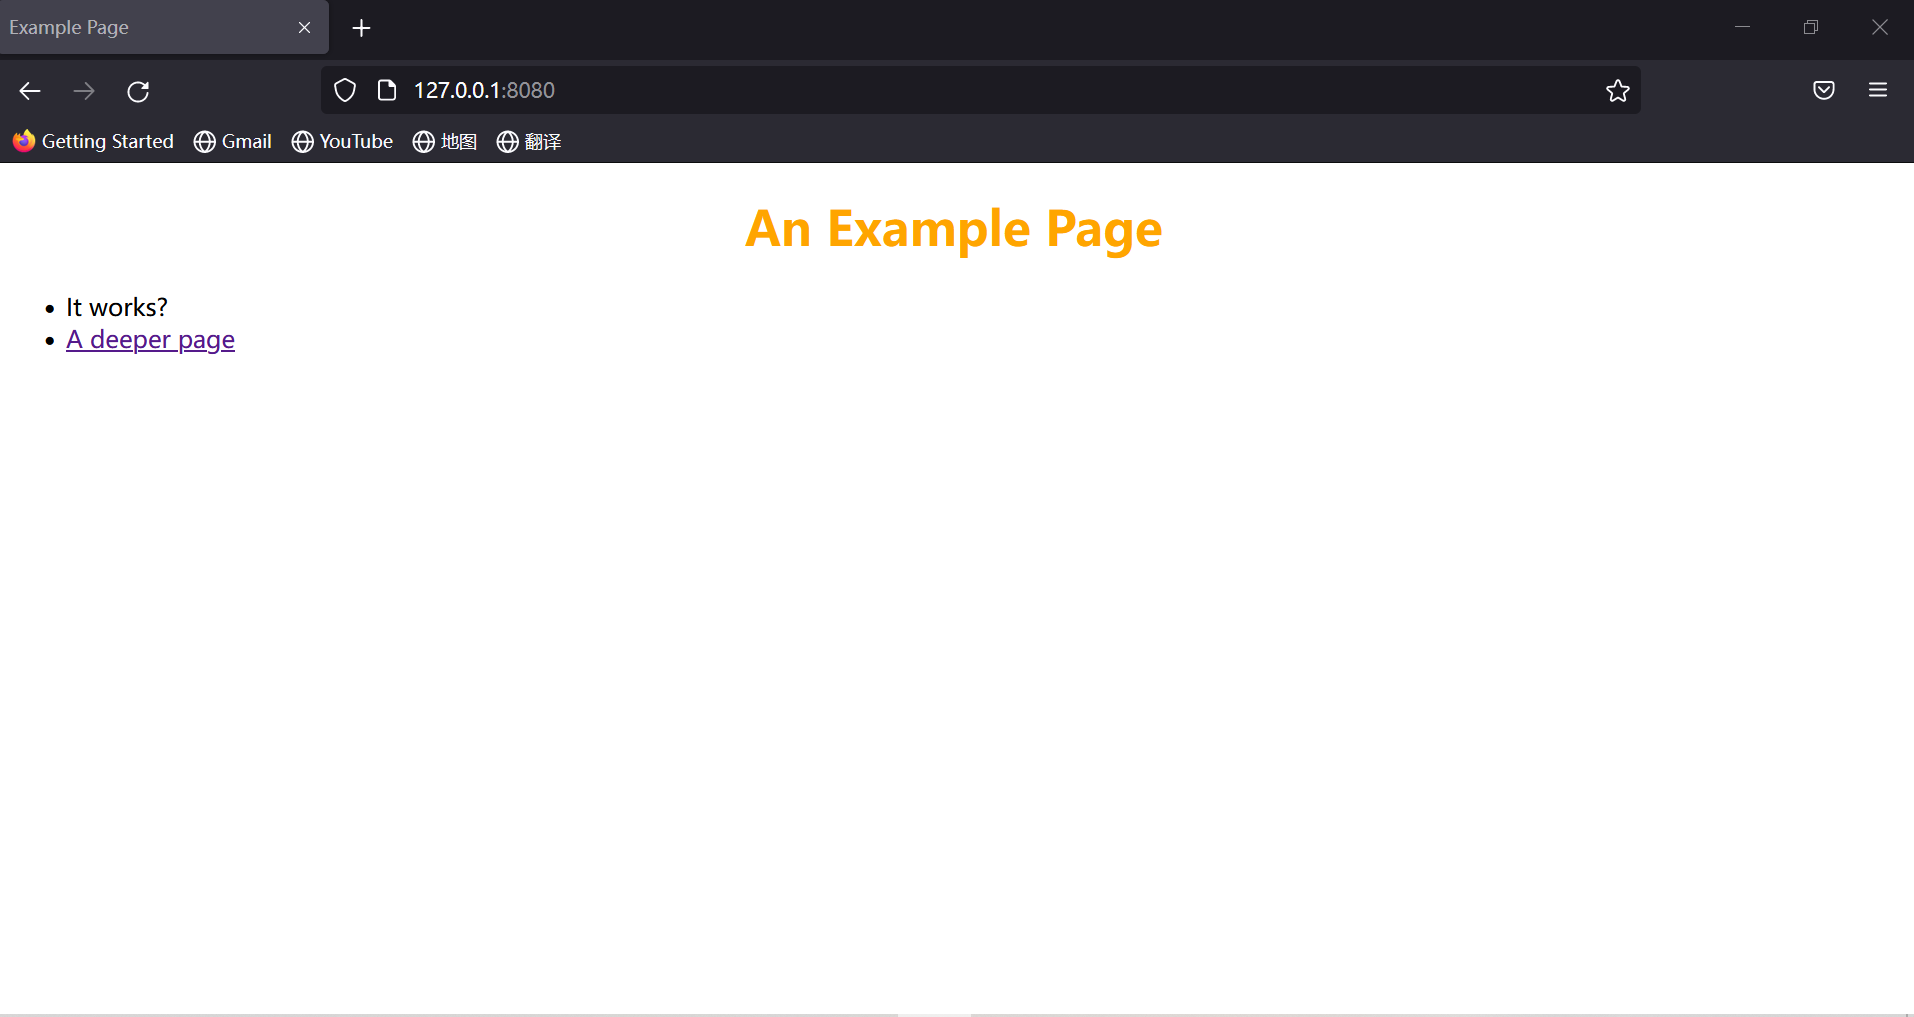 Example Page
127.0.0.1:8080
Getting Started Gmail YouTube 地图 翻译
An Example Page
It works?
A deeper page